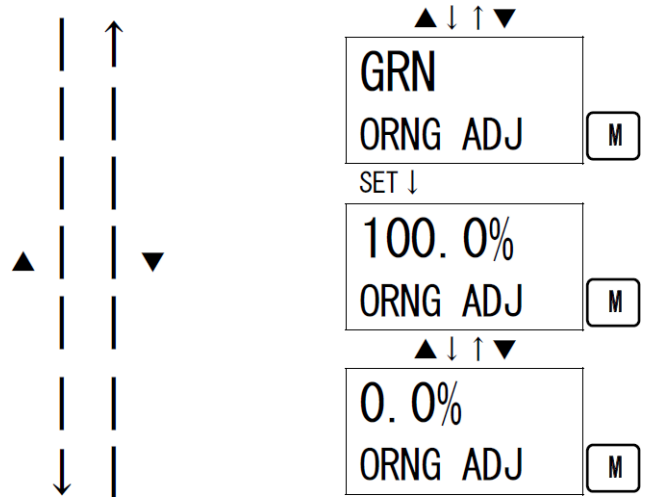 ▲↓↑▼
GRN
ORNG ADJ M
SET↓
100.0%
▲ ▼
ORNG ADJ M
▲↓↑▼
0.0%
ORNG ADJ M